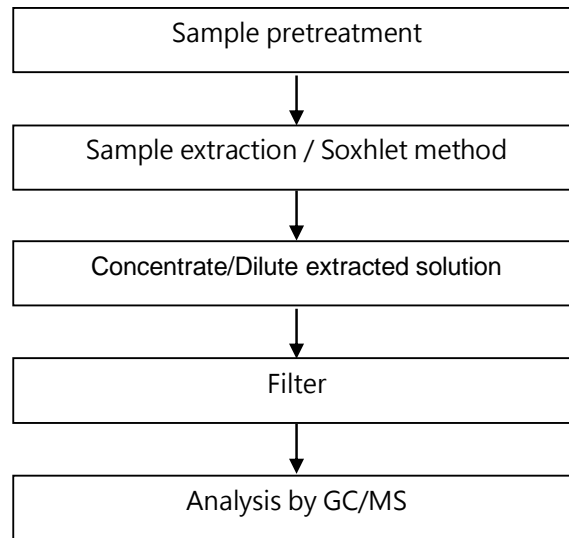 Sample pretreatment
Sample extraction / Soxhlet method
Concentrate/Dilute extracted solution
Filter
Analysis by GC/MS